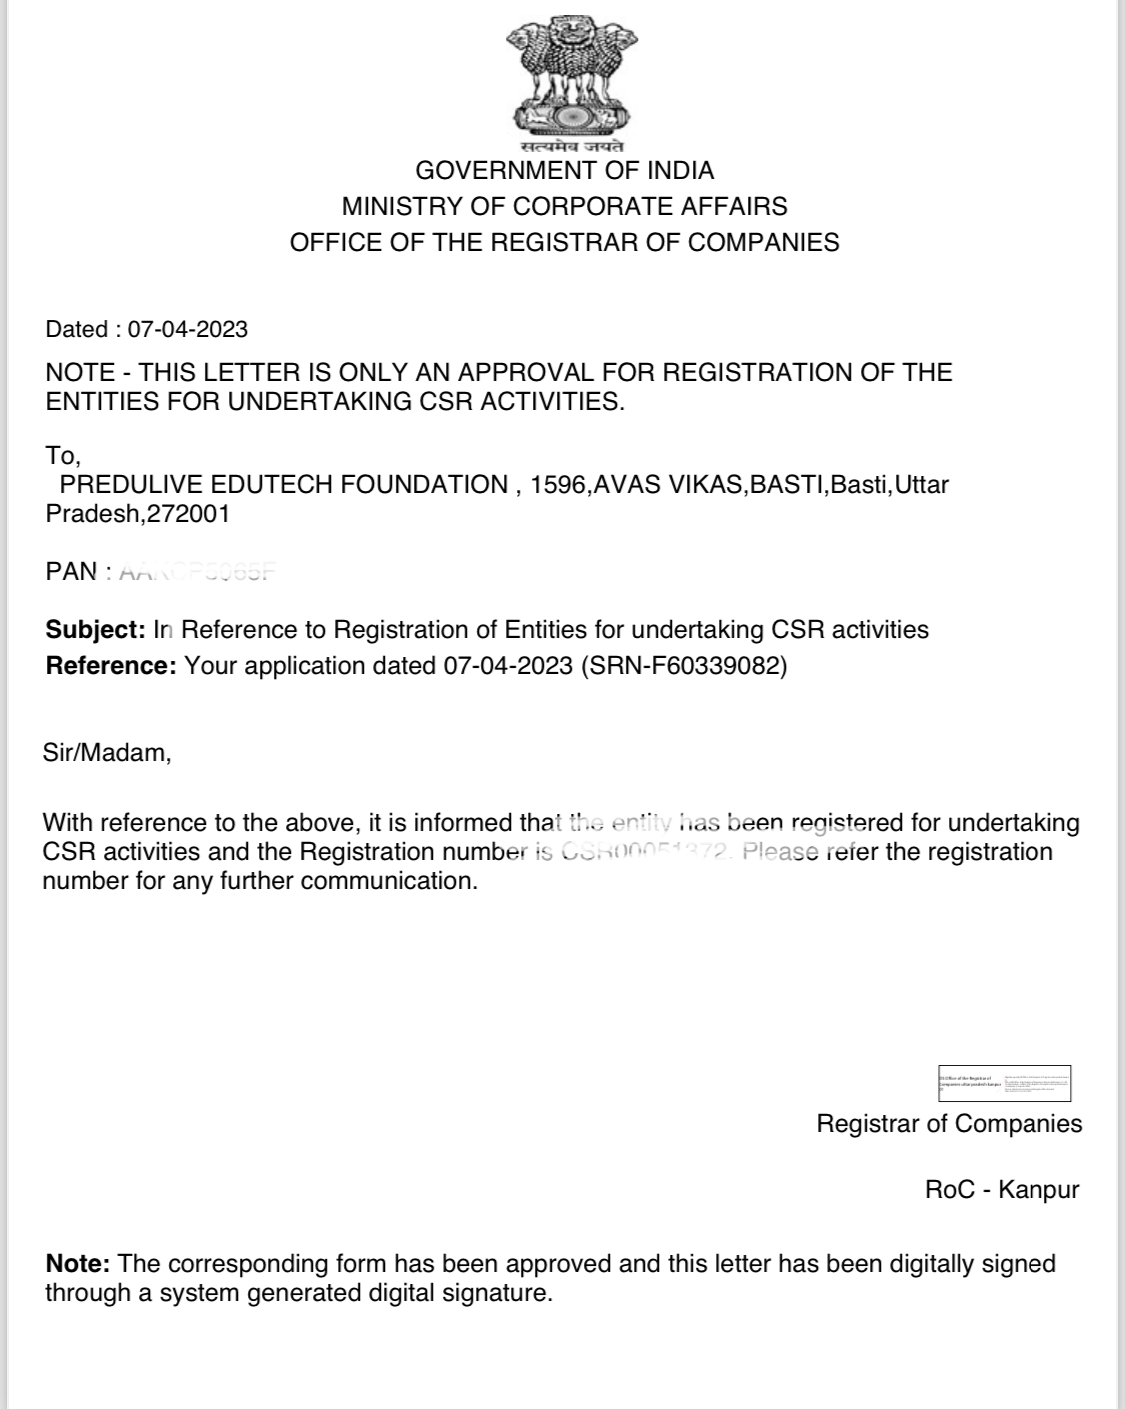 सत्यमेव जयते
GOVERNMENT OF INDIA
MINISTRY OF CORPORATE AFFAIRS
OFFICE OF THE REGISTRAR OF COMPANIES
Dated : 07-04-2023
NOTE - THIS LETTER IS ONLY AN APPROVAL FOR REGISTRATION OF THE
ENTITIES FOR UNDERTAKING CSR ACTIVITIES.
To,
PREDULIVE EDUTECH FOUNDATION , 1596,AVAS VIKAS,BASTI,Basti,Uttar
Pradesh,272001
PAN :
Subject: In Reference to Registration of Entities for undertaking CSR activities
Reference: Your application dated 07-04-2023 (SRN-F60339082)
Sir/Madam,
With reference to the above, it is informed that the entity has been registered for undertaking
CSR activities and the Registration number is Please refer the registration
number for any further communication.
Registrar of Companies
RoC - Kanpur
Note: The corresponding form has been approved and this letter has been digitally signed
through a system generated digital signature.